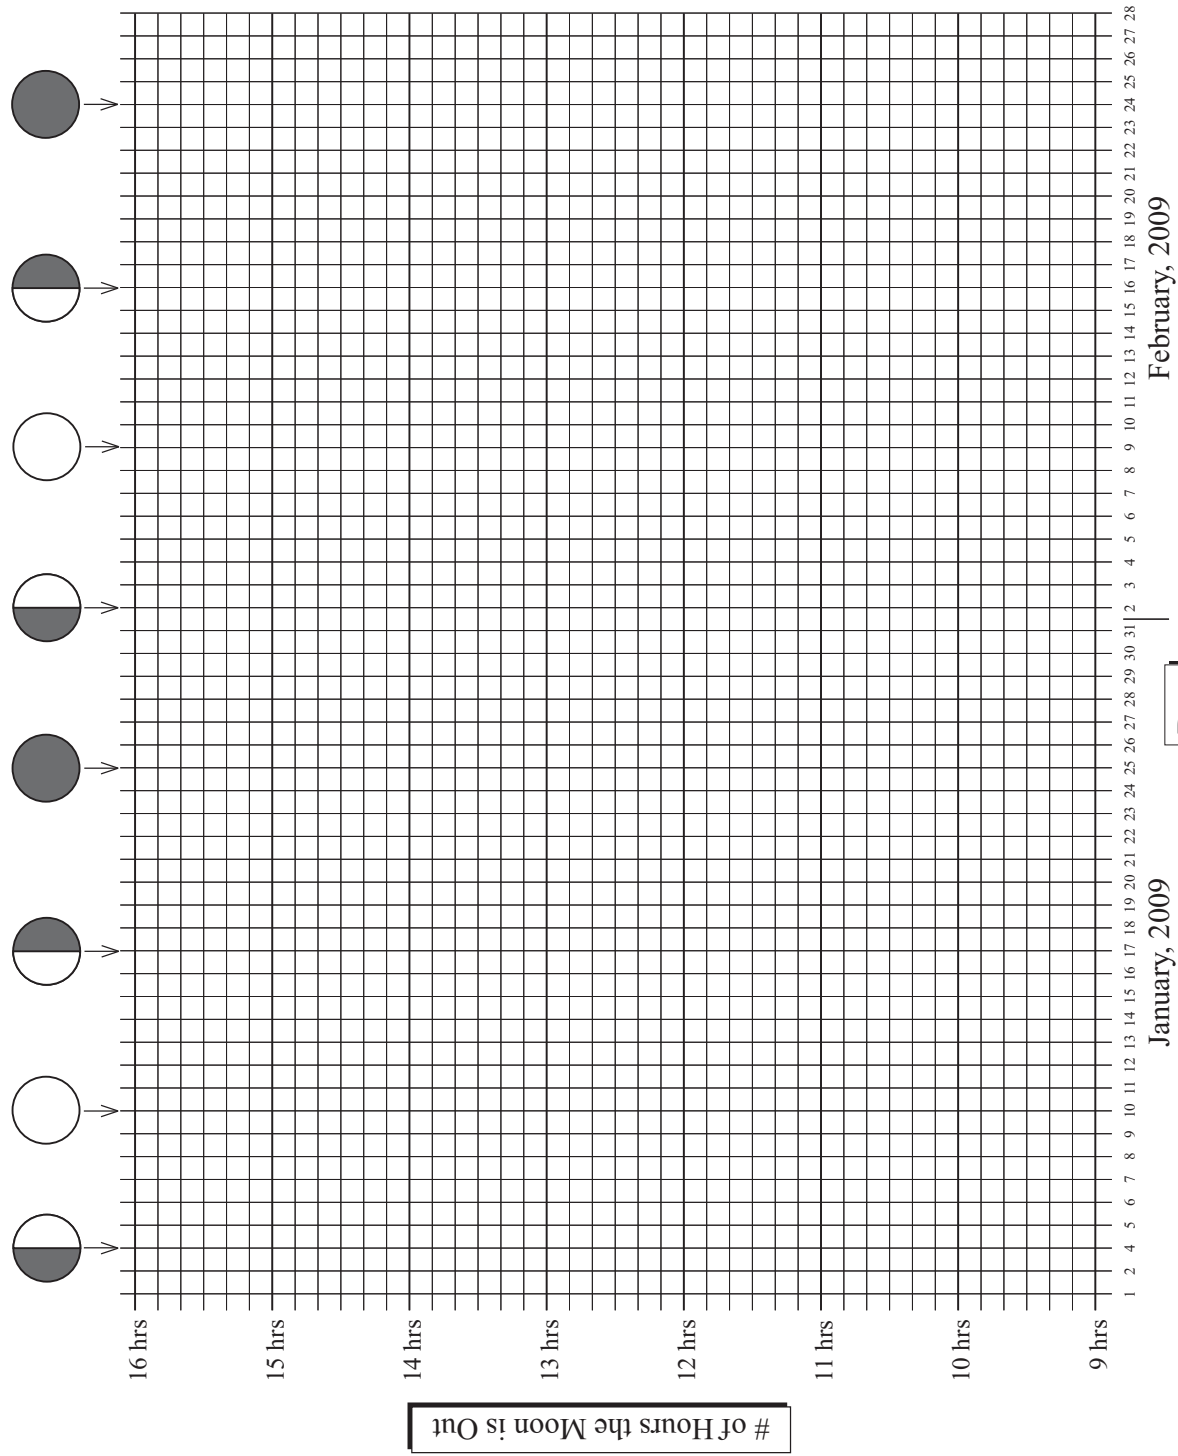 # of Hours the Moon is Out
16 hrs
15 hrs
14 hrs
13 hrs
12 hrs
11 hrs
10 hrs
9 hrs
1 2 4 5 6 7 8 9 10 11 12 13 14 15 16 17 18 19 20 21 22 23 24 25 26 27 28 29 30 31 2 3 4 5 6 7 8 9 10 11 12 13 14 15 16 17 18 19 20 21 22 23 24 25 26 27 28
January, 2009
February, 2009